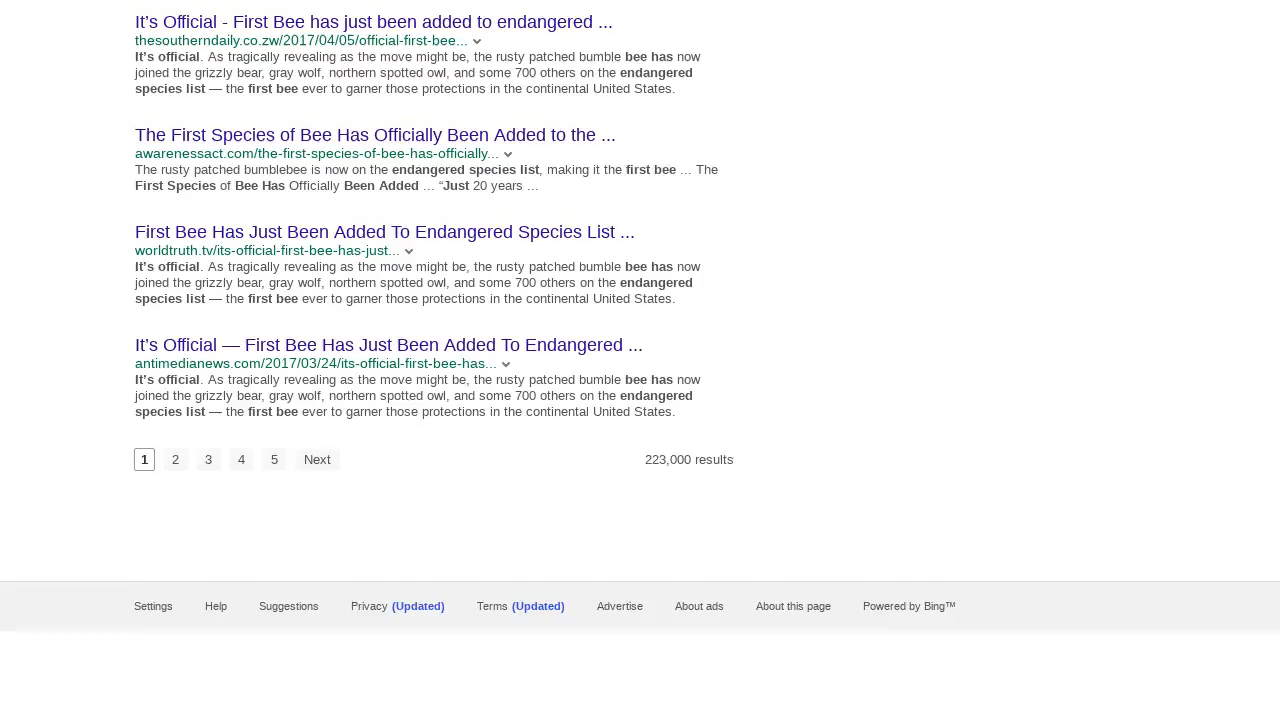 It’s Official - First Bee has just been added to endangered ...
thesoutherndaily.co.zw/2017/04/05/official-first-bee...
It’s official. As tragically revealing as the move might be, the rusty patched bumble bee has now
joined the grizzly bear, gray wolf, northern spotted owl, and some 700 others on the endangered
species list — the first bee ever to garner those protections in the continental United States.
The First Species of Bee Has Officially Been Added to the ...
awarenessact.com/the-first-species-of-bee-has-officially...
The rusty patched bumblebee is now on the endangered species list, making it the first bee ... The
First Species of Bee Has Officially Been Added ... “Just 20 years ...
First Bee Has Just Been Added To Endangered Species List ...
worldtruth.tv/its-official-first-bee-has-just...
It’s official. As tragically revealing as the move might be, the rusty patched bumble bee has now
joined the grizzly bear, gray wolf, northern spotted owl, and some 700 others on the endangered
species list — the first bee ever to garner those protections in the continental United States.
It’s Official — First Bee Has Just Been Added To Endangered ...
antimedianews.com/2017/03/24/its-official-first-bee-has...
It’s official. As tragically revealing as the move might be, the rusty patched bumble bee has now
joined the grizzly bear, gray wolf, northern spotted owl, and some 700 others on the endangered
species list — the first bee ever to garner those protections in the continental United States.
1 2 3 4 5 Next 223,000 results
Settings Help Suggestions Privacy (Updated) Terms (Updated) Advertise About ads About this page Powered by Bing™